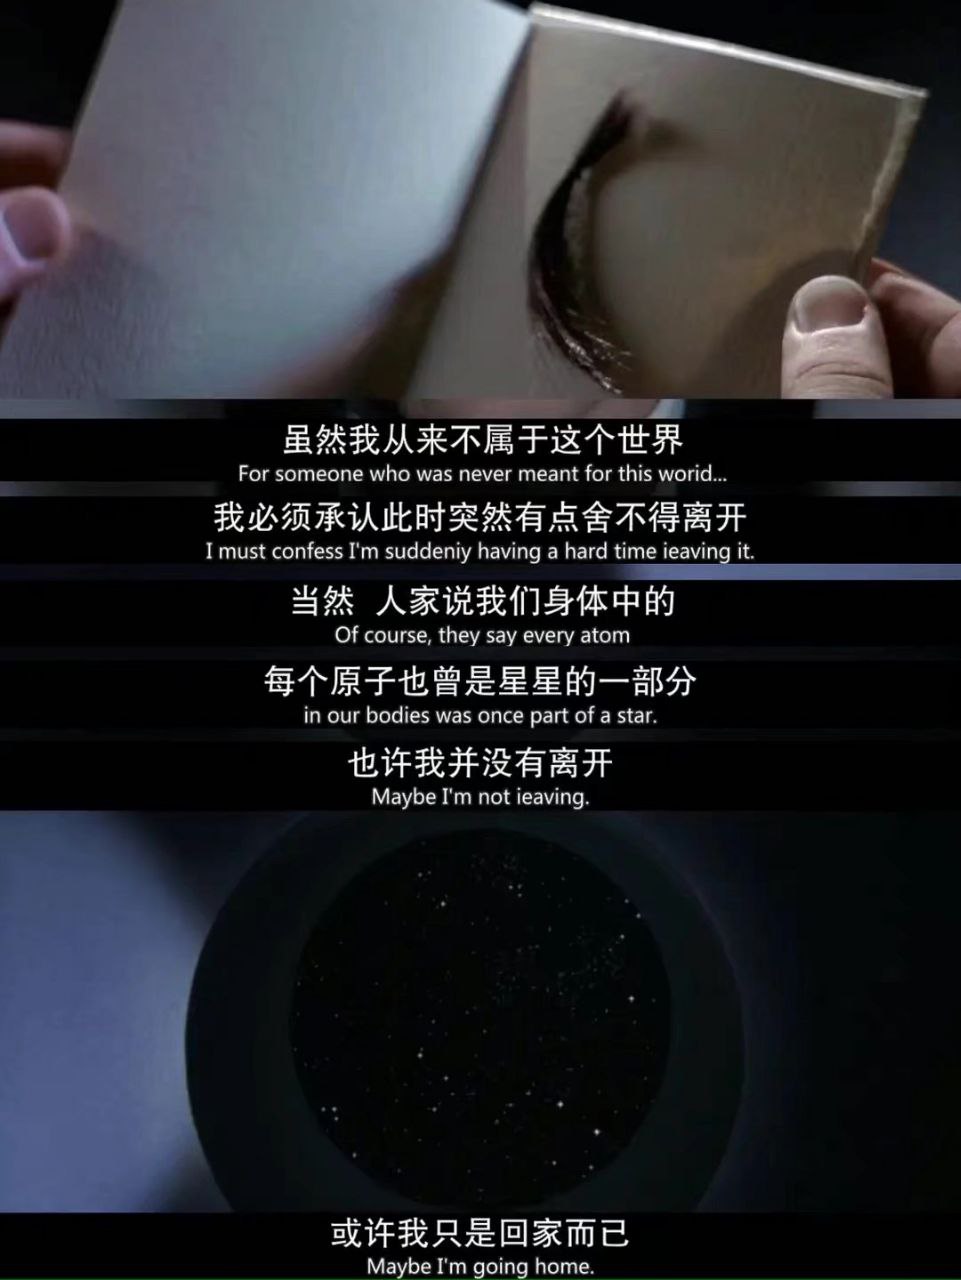 虽然我从来不属于这个世界
For someone who was never meant for this worid...
我必须承认此时突然有点舍不得离开
I must confess I'm suddeniy having a hard time ieaving it.
当然 人家说我们身体中的
Of course, they say every atom
每个原子也曾是星星的一部分
in our bodies was once part of a star.
也许我并没有离开
Maybe I'm not ieaving.
或许我只是回家而已
Maybe I'm going home.